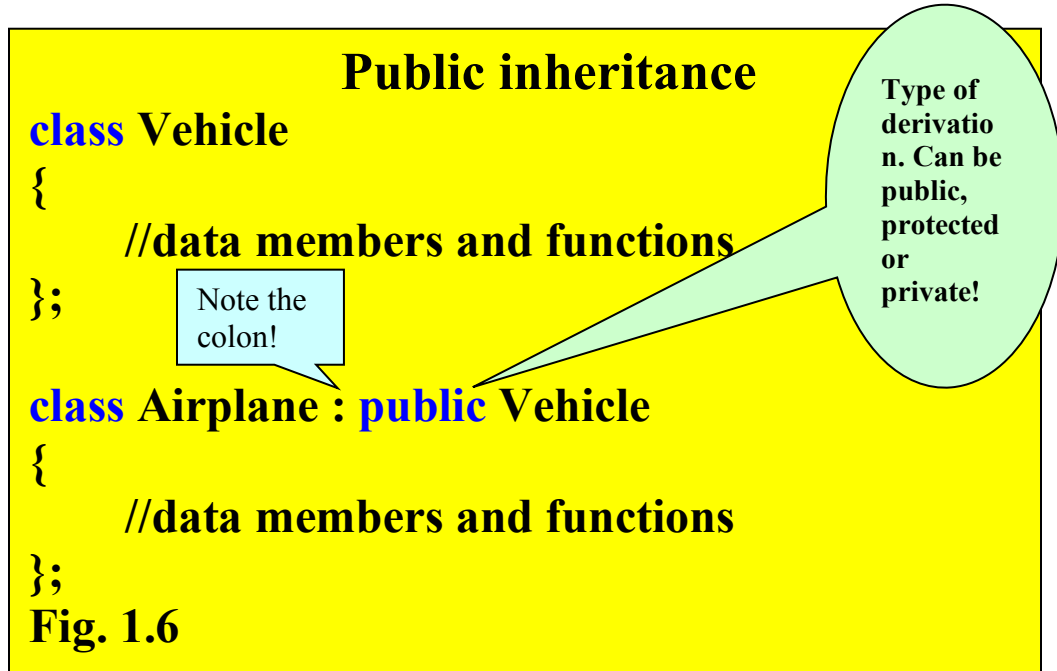 Public inheritance
class Vehicle
{
//data members and functions
};
Note the
colon!
Type of
derivatio
n. Can be
public,
protected
or
private!
class Airplane : public Vehicle
{
//data members and functions
};
Fig. 1.6